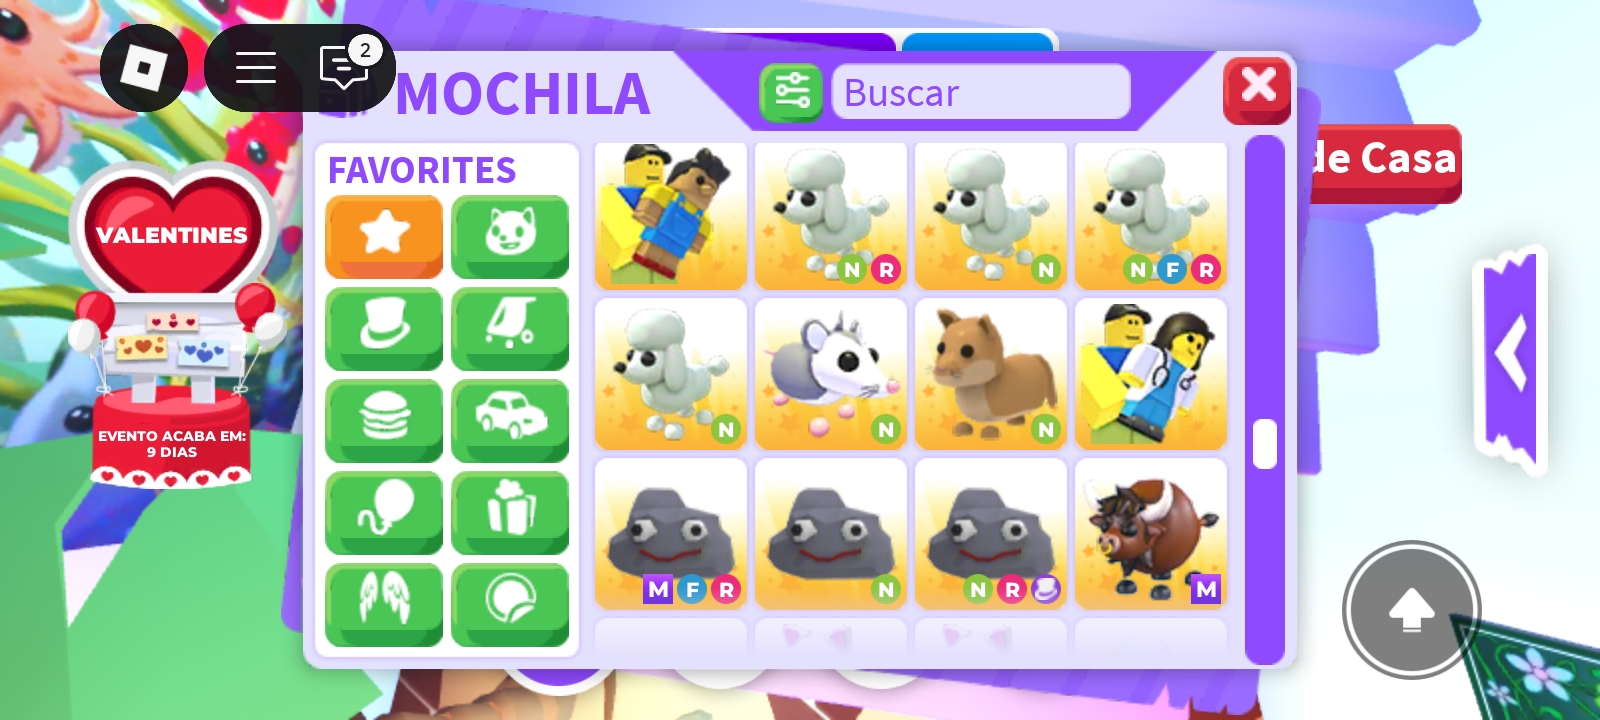 2
MOCHILA
Buscar
de Casa
FAVORITES
VALENTINES
EVENTO ACABA EM:
9 DIAS
N R
N
N F R
N
N
N
M F R
N
N R
M